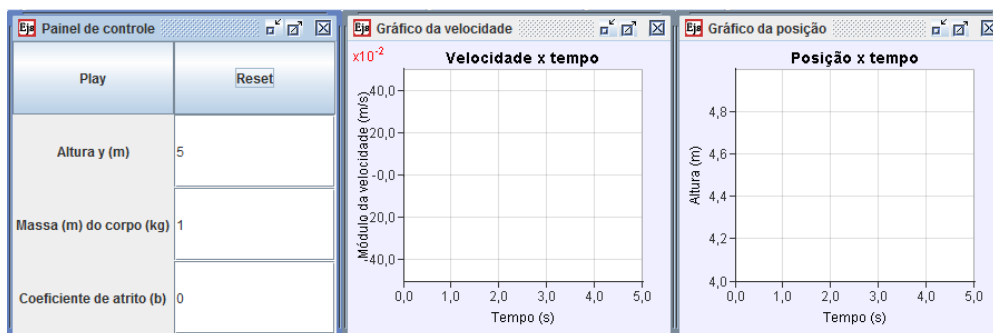 Ejs Painel de controle
Play Reset
Altura y (m) 5
Massa (m) do corpo (kg) 1
Coeficiente de atrito (b) 0
Ejs Gráfico da velocidade
x10-2
Velocidade x tempo
Módulo da velocidade (m/s)
40,0
20,0
-0,0
-20,0
-40,0
0,0 1,0 2,0 3,0 4,0 5,0
Tempo (s)
Ejs Gráfico da posição
Posição x tempo
Altura (m)
4,8
4,6
4,4
4,2
4,0
0,0 1,0 2,0 3,0 4,0 5,0
Tempo (s)